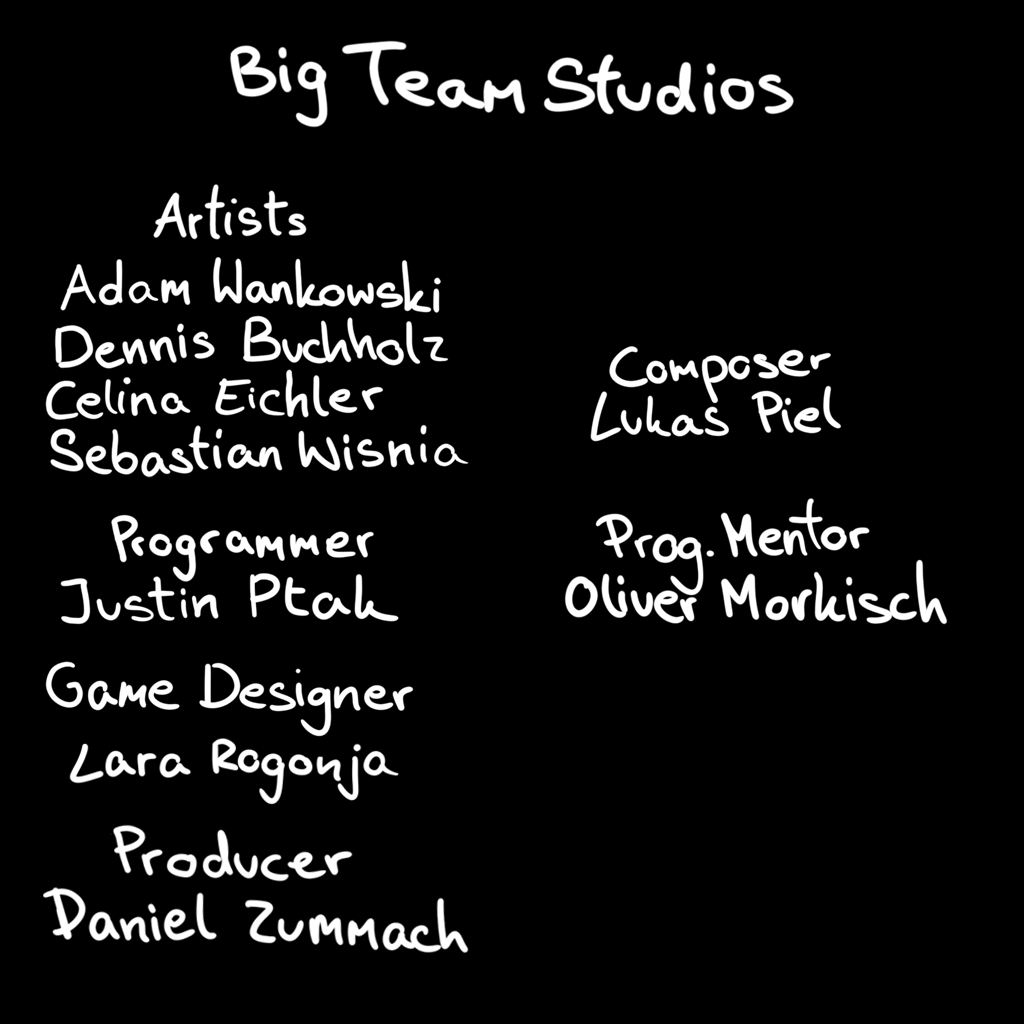 Big Team Studios
Artists
Adam Wankowski
Dennis Buchholz
Celina Eichler
Sebastian Wisnia
Programmer
Justin Ptak
Game Designer
Lara Rogonja
Producer
Daniel Zummach
Composer
Lukas Piel
Prog. Mentor
Oliver Morkisch